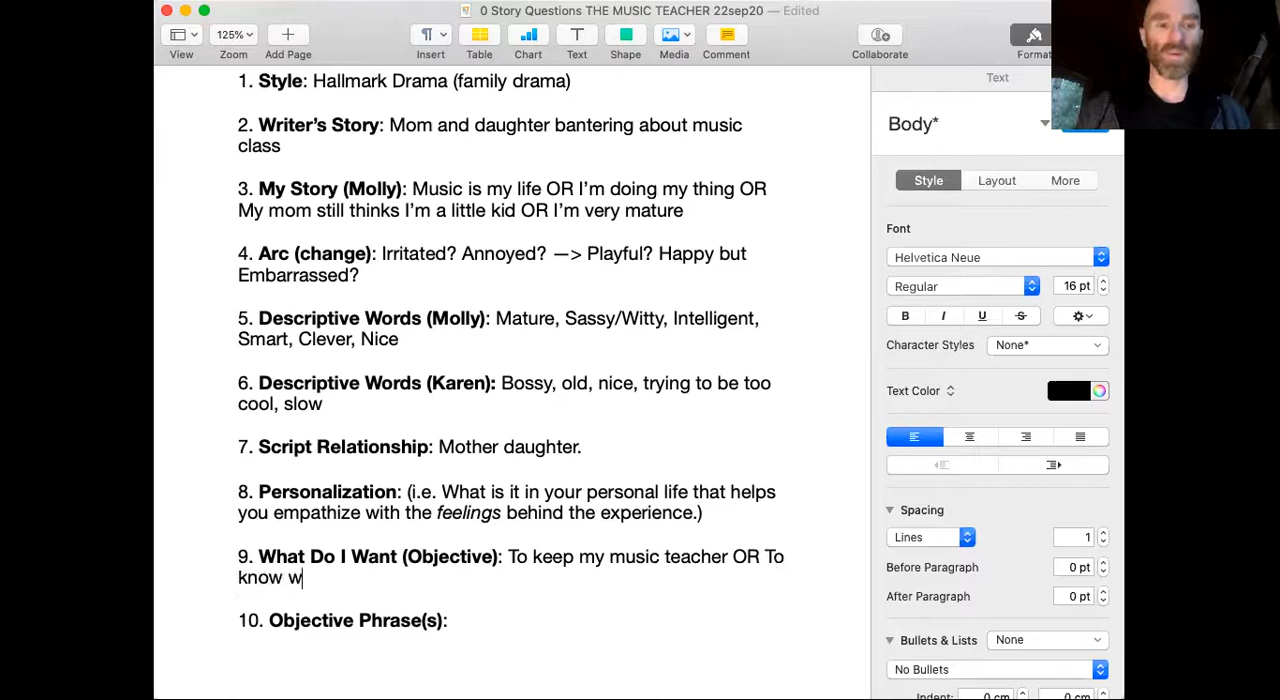 0 Story Questions THE MUSIC TEACHER 22sep20 — Edited
125%
View
Zoom
Add Page
Insert
Table
Chart
Text
Shape
Media
Comment
Collaborate
Format
1. Style: Hallmark Drama (family drama)
2. Writer's Story: Mom and daughter bantering about music
class
3. My Story (Molly): Music is my life OR I'm doing my thing OR
My mom still thinks I'm a little kid OR I'm very mature
4. Arc (change): Irritated? Annoyed? —> Playful? Happy but
Embarrassed?
5. Descriptive Words (Molly): Mature, Sassy/Witty, Intelligent,
Smart, Clever, Nice
6. Descriptive Words (Karen): Bossy, old, nice, trying to be too
cool, slow
7. Script Relationship: Mother daughter.
8. Personalization: (i.e. What is it in your personal life that helps
you empathize with the feelings behind the experience.)
9. What Do I Want (Objective): To keep my music teacher OR To
know w
10. Objective Phrase(s):
Text
Body*
Style
Layout
More
Font
Helvetica Neue
Regular
16 pt
B I U S
Character Styles
None*
Text Color
Spacing
Lines
1
Before Paragraph
0 pt
After Paragraph
0 pt
Bullets & Lists
None
No Bullets
Indent:
0 cm
0 cm